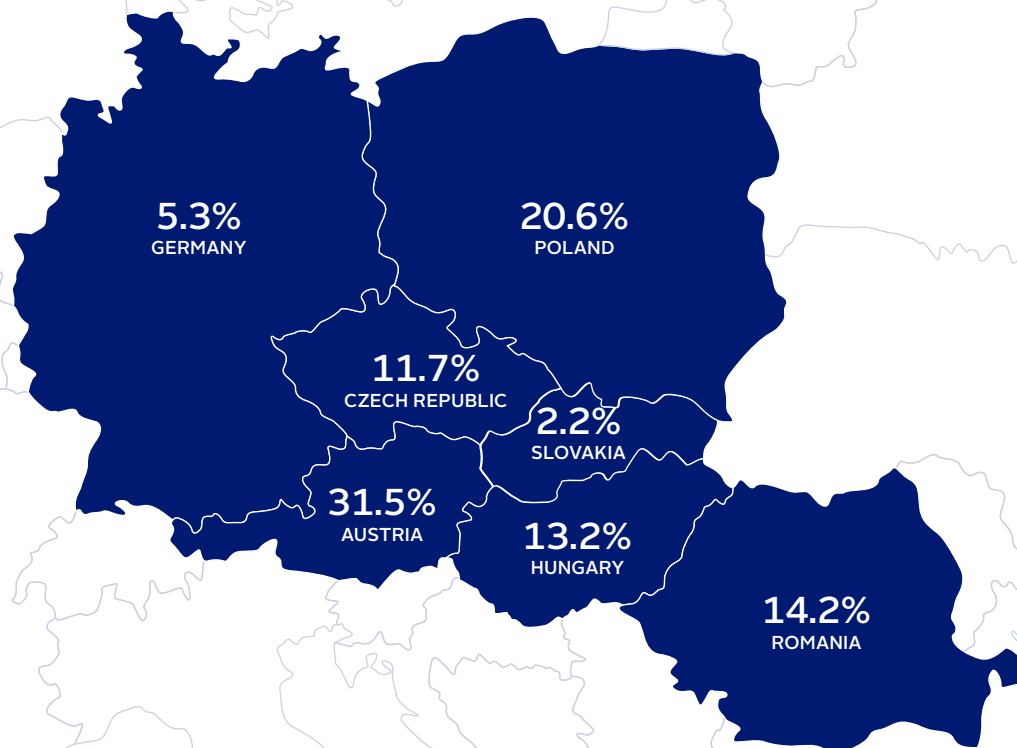 5.3%
GERMANY
20.6%
POLAND
11.7%
CZECH REPUBLIC
2.2%
SLOVAKIA
31.5%
AUSTRIA
13.2%
HUNGARY
14.2%
ROMANIA